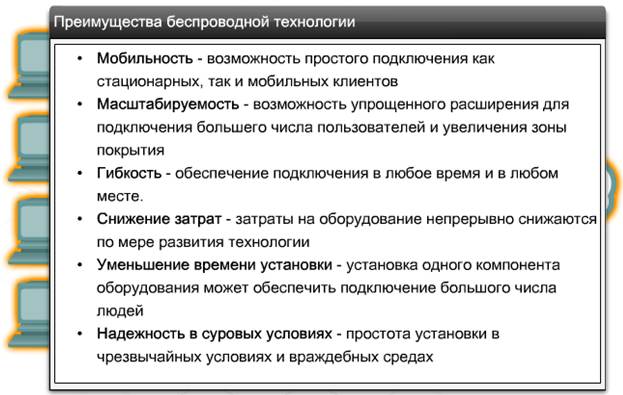 Преимущества беспроводной технологии
• Мобильность - возможность простого подключения как
стационарных, так и мобильных клиентов
• Масштабируемость - возможность упрощенного расширения для
подключения большего числа пользователей и увеличения зоны
покрытия
• Гибкость - обеспечение подключения в любое время и в любом
месте.
• Снижение затрат - затраты на оборудование непрерывно снижаются
по мере развития технологии
• Уменьшение времени установки - установка одного компонента
оборудования может обеспечить подключение большого числа
людей
• Надежность в суровых условиях - простота установки в
чрезвычайных условиях и враждебных средах